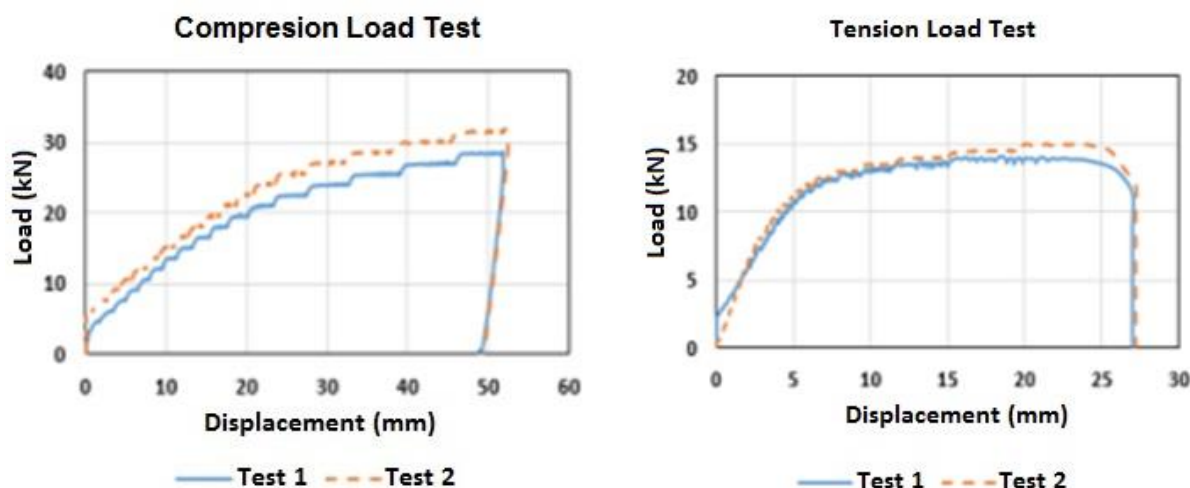 Compresion Load Test
40
30
20
10
0
Load (kN)
0 10 20 30 40 50 60
Displacement (mm)
Test 1 Test 2
Tension Load Test
20
15
10
5
0
Load (kN)
0 5 10 15 20 25 30
Displacement (mm)
Test 1 Test 2